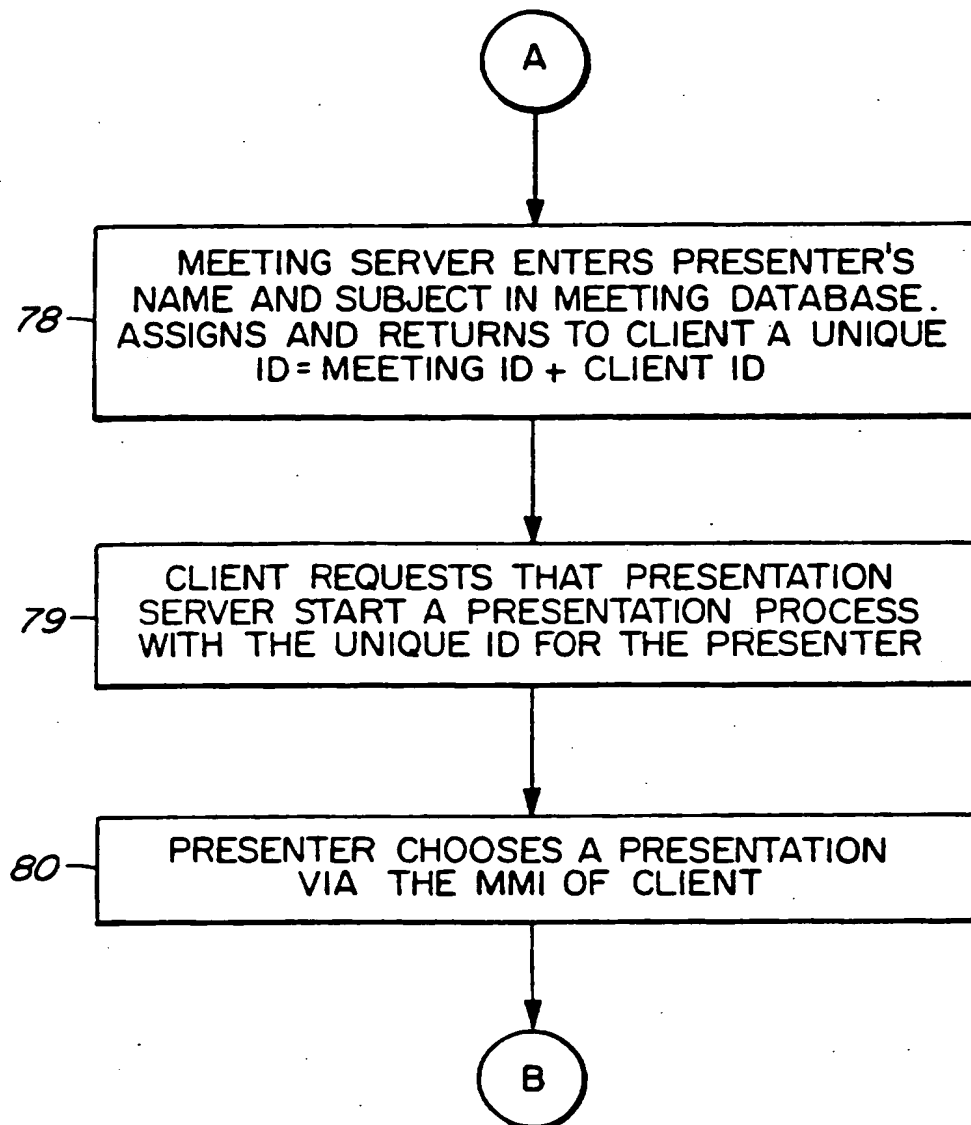 A
78
MEETING SERVER ENTERS PRESENTER'S
NAME AND SUBJECT IN MEETING DATABASE.
ASSIGNS AND RETURNS TO CLIENT A UNIQUE
ID = MEETING ID + CLIENT ID
79
CLIENT REQUESTS THAT PRESENTATION
SERVER START A PRESENTATION PROCESS
WITH THE UNIQUE ID FOR THE PRESENTER
80
PRESENTER CHOOSES A PRESENTATION
VIA THE MMI OF CLIENT
B